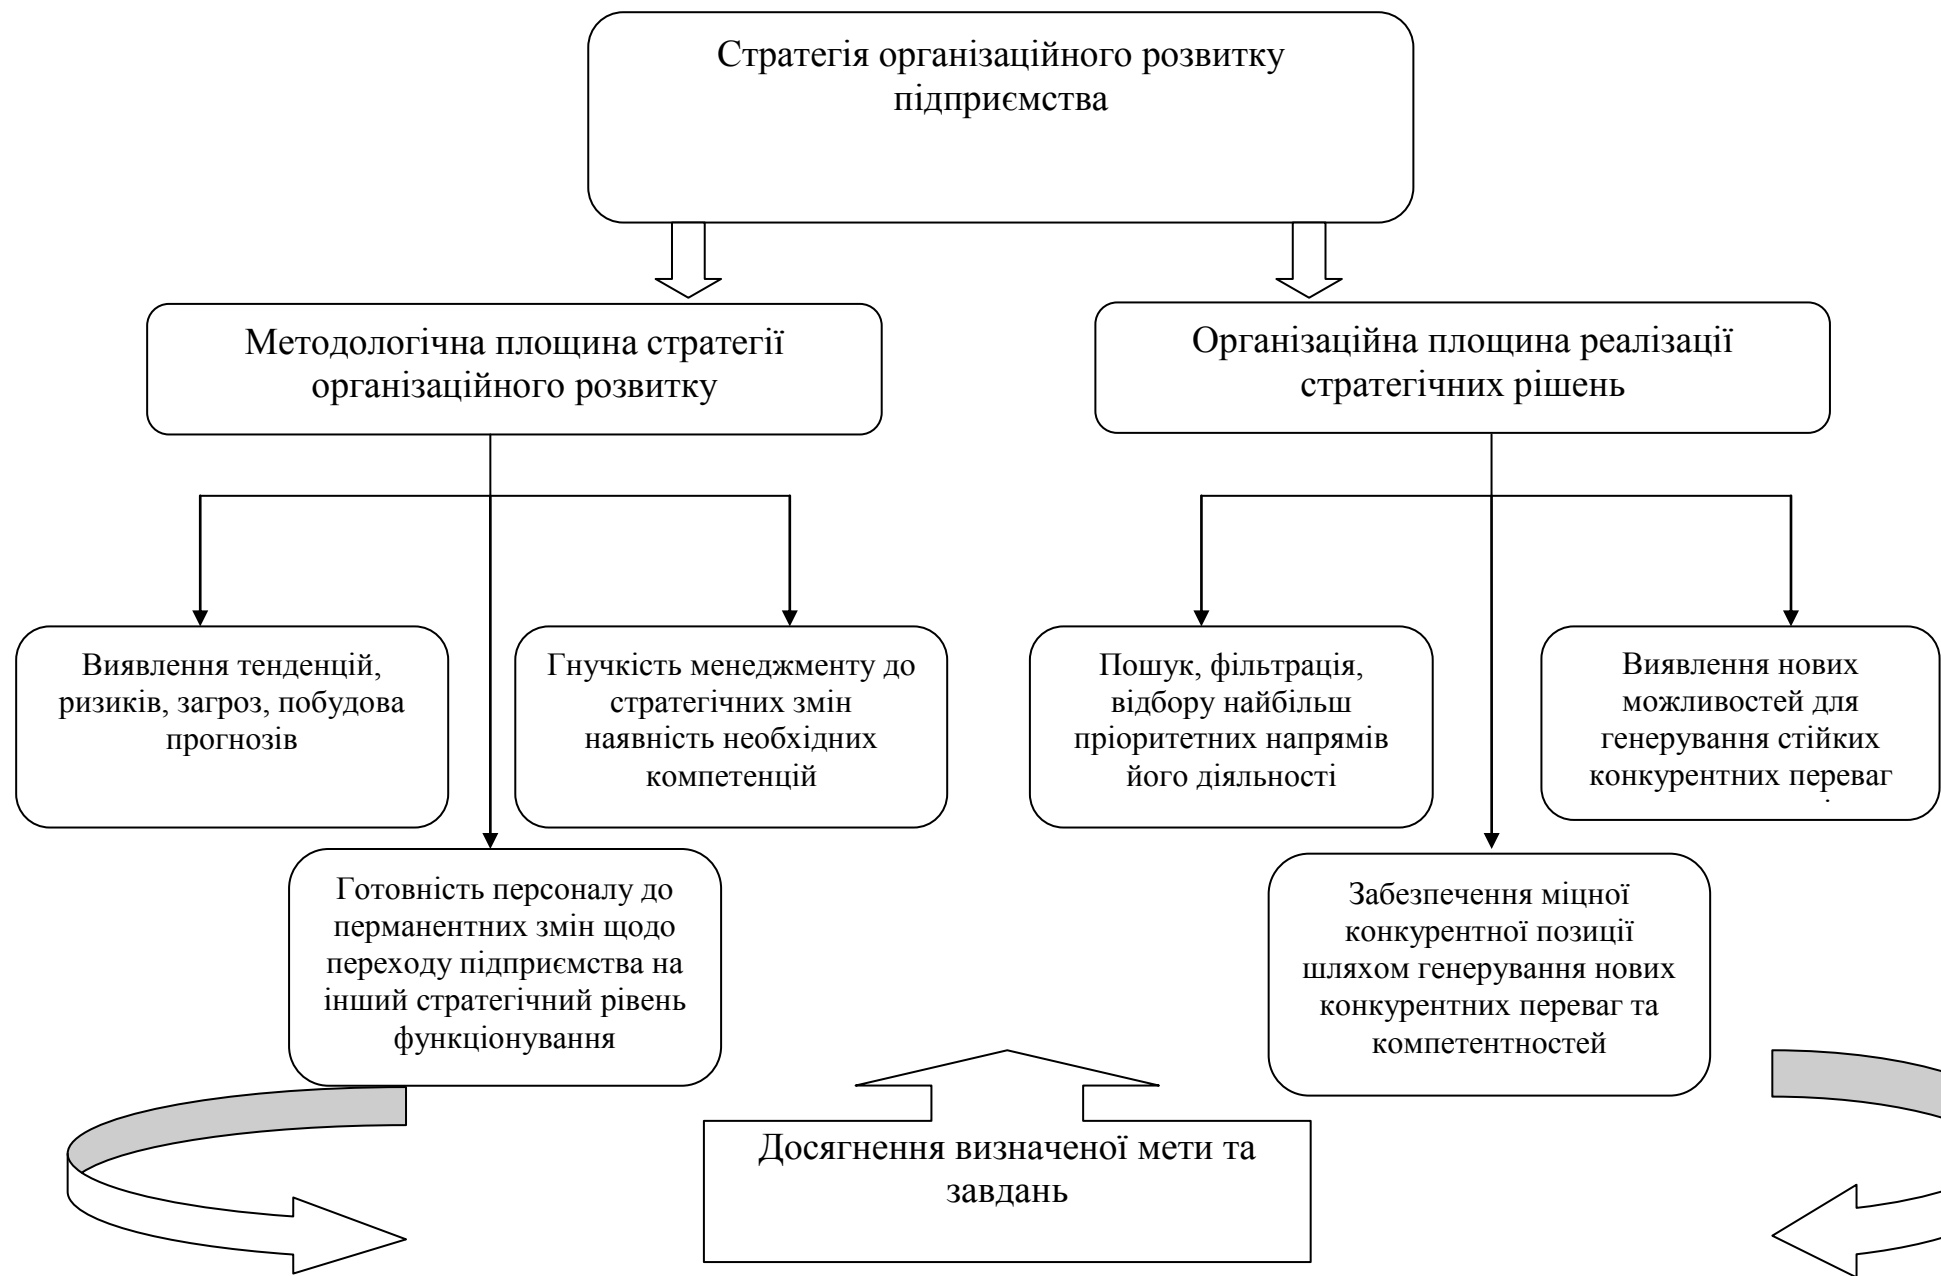 Стратегія організаційного розвитку
підприємства
Методологічна площина стратегії
організаційного розвитку
Організаційна площина реалізації
стратегічних рішень
Виявлення тенденцій,
ризиків, загроз, побудова
прогнозів
Гнучкість менеджменту до
стратегічних змін
наявність необхідних
компетенцій
Пошук, фільтрація,
відбору найбільш
пріоритетних напрямів
його діяльності
Виявлення нових
можливостей для
генерування стійких
конкурентних переваг
Готовність персоналу до
перманентних змін щодо
переходу підприємства на
інший стратегічний рівень
функціонування
Забезпечення міцної
конкурентної позиції
шляхом генерування нових
конкурентних переваг та
компетентностей
Досягнення визначеної мети та
завдань